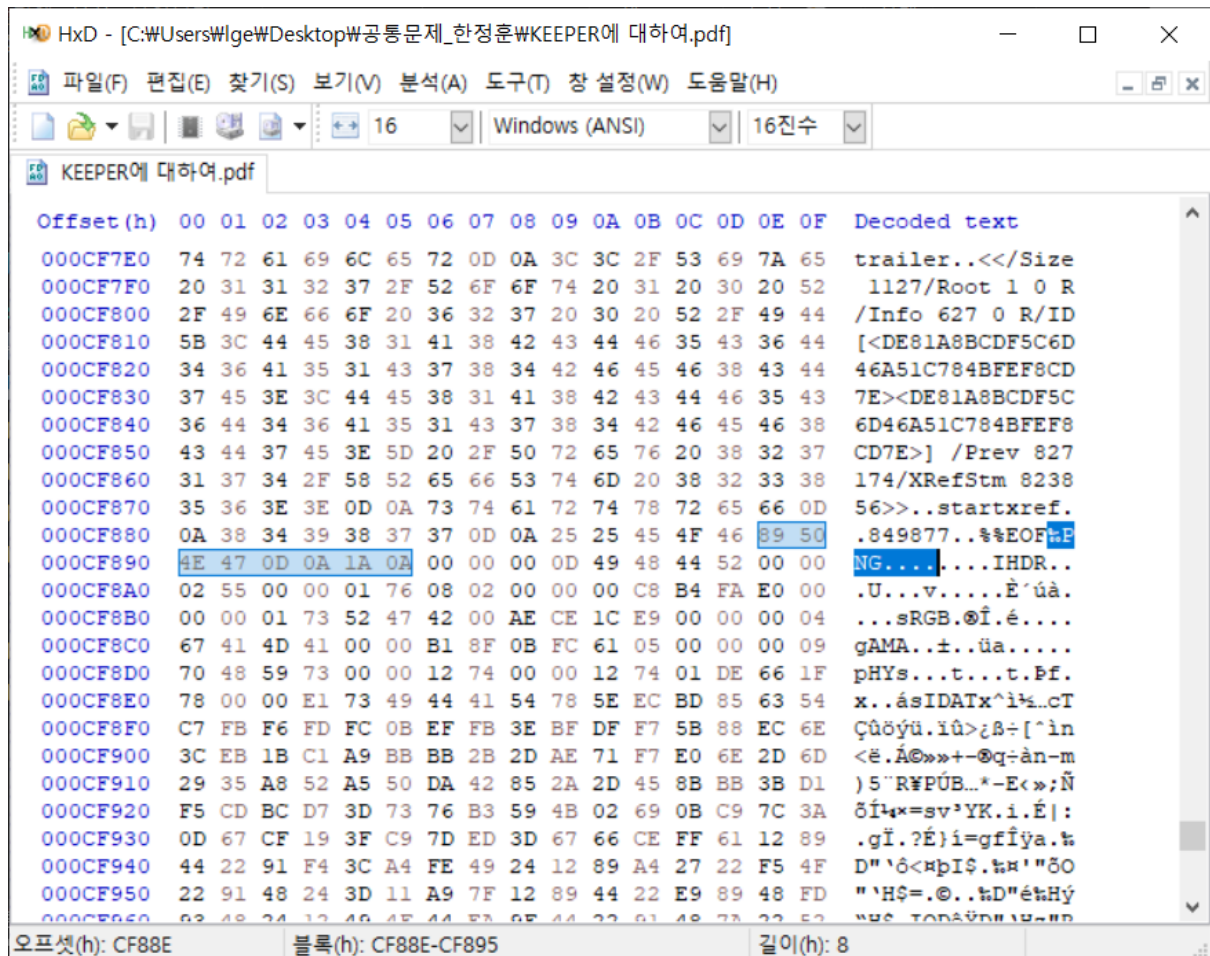 HxD - [C:₩Users₩lge₩Desktop₩공통문제_한정훈₩KEEPER에 대하여.pdf]
파일(F) 편집(E) 찾기(S) 보기(V) 분석(A) 도구(T) 창 설정(W) 도움말(H)
16 Windows (ANSI) 16진수
KEEPER에 대하여.pdf
Offset(h) 00 01 02 03 04 05 06 07 08 09 0A 0B 0C 0D 0E 0F Decoded text
000CF7E0 74 72 61 69 6C 65 72 0D 0A 3C 3C 2F 53 69 7A 65 trailer..<</Size
000CF7F0 20 31 31 32 37 2F 52 6F 6F 74 20 31 20 30 20 52 1127/Root 1 0 R
000CF800 2F 49 6E 66 6F 20 36 32 37 20 30 20 52 2F 49 44 /Info 627 0 R/ID
000CF810 5B 3C 44 45 38 31 41 38 42 43 44 46 35 43 36 44 [<DE81A8BCDF5C6D
000CF820 34 36 41 35 31 43 37 38 34 42 46 45 46 38 43 44 46A51C784BFEF8CD
000CF830 37 45 3E 3C 44 45 38 31 41 38 42 43 44 46 35 43 7E><DE81A8BCDF5C
000CF840 36 44 34 36 41 35 31 43 37 38 34 42 46 45 46 38 6D46A51C784BFEF8
000CF850 43 44 37 45 3E 5D 20 2F 50 72 65 76 20 38 32 37 CD7E>] /Prev 827
000CF860 31 37 34 2F 58 52 65 66 53 74 6D 20 38 32 33 38 174/XRefStm 8238
000CF870 35 36 3E 3E 0D 0A 73 74 61 72 74 78 72 65 66 0D 56>>..startxref.
000CF880 0A 38 34 39 38 37 37 0D 0A 25 25 45 4F 46 89 50 .849877..%%EOF‰P
000CF890 4E 47 0D 0A 1A 0A 00 00 00 0D 49 48 44 52 00 00 NG........IHDR..
000CF8A0 02 55 00 00 01 76 08 02 00 00 00 C8 B4 FA E0 00 .U...v.....È´úà.
000CF8B0 00 00 01 73 52 47 42 00 AE CE 1C E9 00 00 00 04 ...sRGB.®Î.é....
000CF8C0 67 41 4D 41 00 00 B1 8F 0B FC 61 05 00 00 00 09 gAMA..±..üa.....
000CF8D0 70 48 59 73 00 00 12 74 00 00 12 74 01 DE 66 1F pHYs...t...t.Þf.
000CF8E0 78 00 00 E1 73 49 44 41 54 78 5E EC BD 85 63 54 x..ásIDATx^ì½…cT
000CF8F0 C7 FB F6 FD FC 0B EF FB 3E BF DF F7 5B 88 EC 6E Çûöýü.ïû>¿ß÷[ˆìn
000CF900 3C EB 1B C1 A9 BB BB 2B 2D AE 71 F7 E0 6E 2D 6D <ë.Á©»»+-®q÷àn-m
000CF910 29 35 A8 52 A5 50 DA 42 85 2A 2D 45 8B BB 3B D1 )5¨R¥PÚB…*-E‹»;Ñ
000CF920 F5 CD BC D7 3D 73 76 B3 59 4B 02 69 0B C9 7C 3A õÍ¼×=sv³YK.i.É|:
000CF930 0D 67 CF 19 3F C9 7D ED 3D 67 66 CE FF 61 12 89 .gÏ.?É}í=gfÎÿa.‰
000CF940 44 22 91 F4 3C A4 FE 49 24 12 89 A4 27 22 F5 4F D"‘ô<¤þI$.‰¤'"õO
000CF950 22 91 48 24 3D 11 A9 7F 12 89 44 22 E9 89 48 FD "‘H$=.©..‰D"é‰Hý
오프셋(h): CF88E 블록(h): CF88E-CF895 길이(h): 8